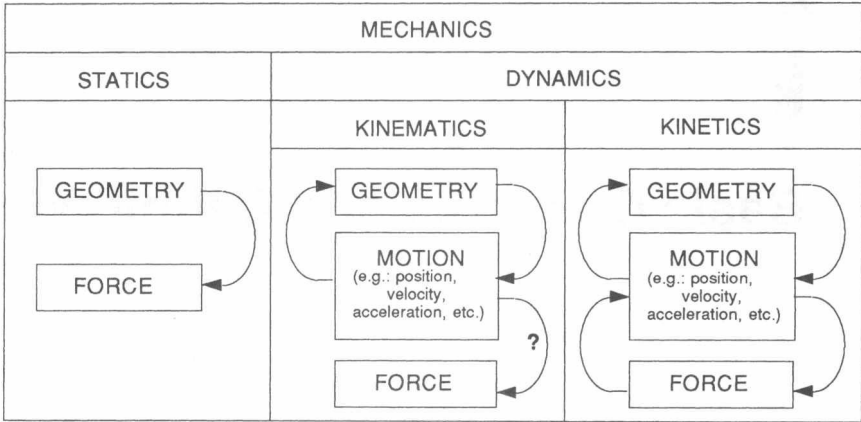 MECHANICS
STATICS
DYNAMICS
KINEMATICS
KINETICS
GEOMETRY
FORCE
GEOMETRY
MOTION
(e.g.: position,
velocity,
acceleration, etc.)
?
FORCE
GEOMETRY
MOTION
(e.g.: position,
velocity,
acceleration, etc.)
FORCE